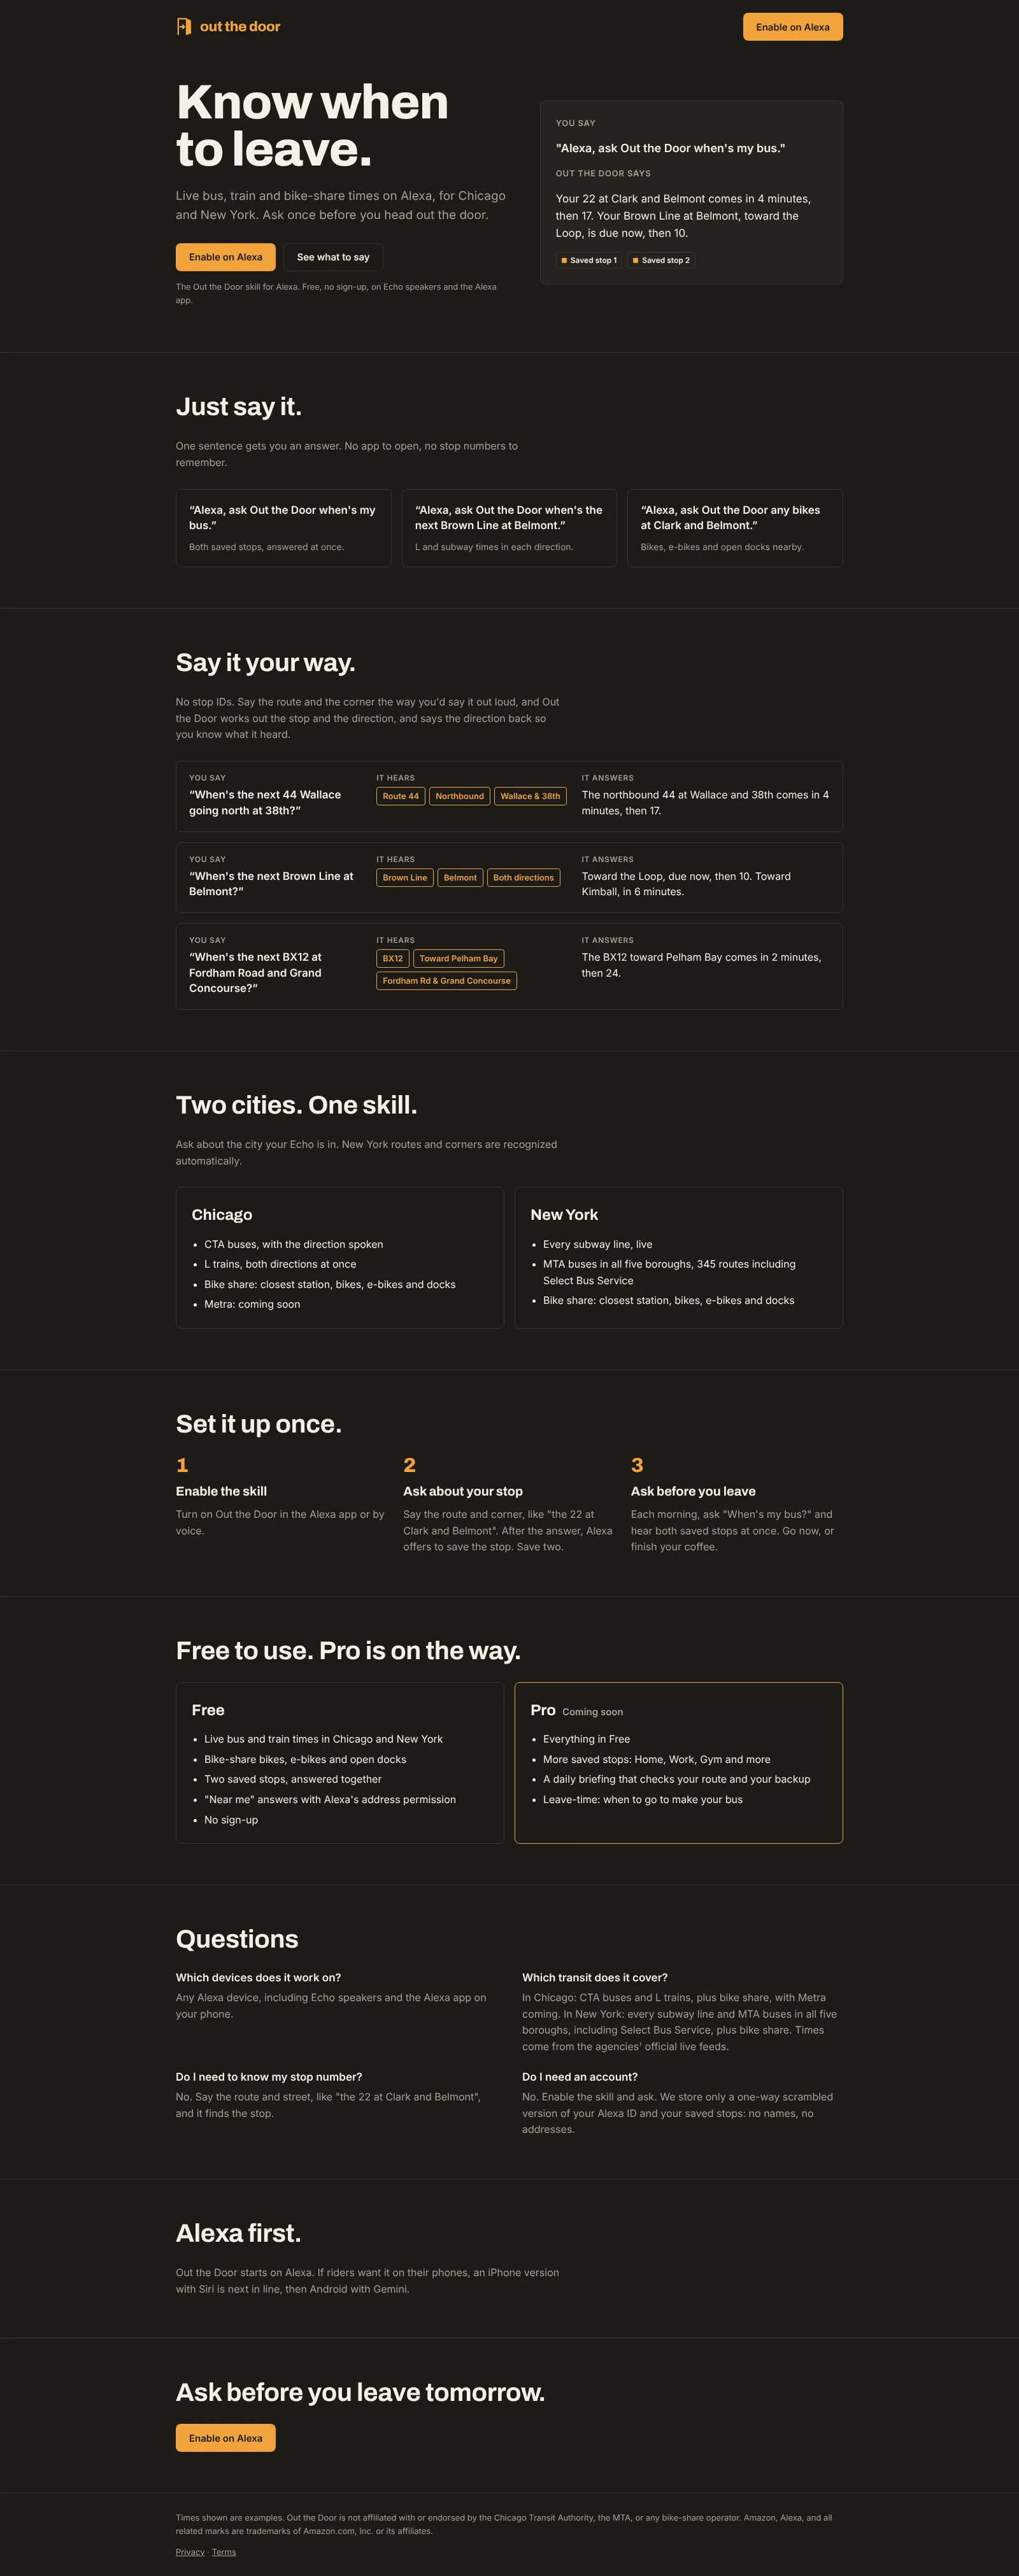 out the door
Enable on Alexa
Know when
to leave.
Live bus, train and bike-share times on Alexa, for Chicago
and New York. Ask once before you head out the door.
Enable on Alexa
See what to say
The Out the Door skill for Alexa. Free, no sign-up, on Echo speakers and the Alexa
app.
YOU SAY
"Alexa, ask Out the Door when's my bus."
OUT THE DOOR SAYS
Your 22 at Clark and Belmont comes in 4 minutes,
then 17. Your Brown Line at Belmont, toward the
Loop, is due now, then 10.
Saved stop 1
Saved stop 2
Just say it.
One sentence gets you an answer. No app to open, no stop numbers to
remember.
“Alexa, ask Out the Door when's my
bus.”
Both saved stops, answered at once.
“Alexa, ask Out the Door when's the
next Brown Line at Belmont.”
L and subway times in each direction.
“Alexa, ask Out the Door any bikes
at Clark and Belmont.”
Bikes, e-bikes and open docks nearby.
Say it your way.
No stop IDs. Say the route and the corner the way you'd say it out loud, and Out
the Door works out the stop and the direction, and says the direction back so
you know what it heard.
YOU SAY
“When's the next 44 Wallace
going north at 38th?”
IT HEARS
Route 44
Northbound
Wallace & 38th
IT ANSWERS
The northbound 44 at Wallace and 38th comes in 4
minutes, then 17.
YOU SAY
“When's the next Brown Line at
Belmont?”
IT HEARS
Brown Line
Belmont
Both directions
IT ANSWERS
Toward the Loop, due now, then 10. Toward
Kimball, in 6 minutes.
YOU SAY
“When's the next BX12 at
Fordham Road and Grand
Concourse?”
IT HEARS
BX12
Toward Pelham Bay
Fordham Rd & Grand Concourse
IT ANSWERS
The BX12 toward Pelham Bay comes in 2 minutes,
then 24.
Two cities. One skill.
Ask about the city your Echo is in. New York routes and corners are recognized
automatically.
Chicago
• CTA buses, with the direction spoken
• L trains, both directions at once
• Bike share: closest station, bikes, e-bikes and docks
• Metra: coming soon
New York
• Every subway line, live
• MTA buses in all five boroughs, 345 routes including
Select Bus Service
• Bike share: closest station, bikes, e-bikes and docks
Set it up once.
1
Enable the skill
Turn on Out the Door in the Alexa app or by
voice.
2
Ask about your stop
Say the route and corner, like "the 22 at
Clark and Belmont". After the answer, Alexa
offers to save the stop. Save two.
3
Ask before you leave
Each morning, ask "When's my bus?" and
hear both saved stops at once. Go now, or
finish your coffee.
Free to use. Pro is on the way.
Free
• Live bus and train times in Chicago and New York
• Bike-share bikes, e-bikes and open docks
• Two saved stops, answered together
• "Near me" answers with Alexa's address permission
• No sign-up
Pro Coming soon
• Everything in Free
• More saved stops: Home, Work, Gym and more
• A daily briefing that checks your route and your backup
• Leave-time: when to go to make your bus
Questions
Which devices does it work on?
Any Alexa device, including Echo speakers and the Alexa app on
your phone.
Which transit does it cover?
In Chicago: CTA buses and L trains, plus bike share, with Metra
coming. In New York: every subway line and MTA buses in all five
boroughs, including Select Bus Service, plus bike share. Times
come from the agencies' official live feeds.
Do I need to know my stop number?
No. Say the route and street, like "the 22 at Clark and Belmont",
and it finds the stop.
Do I need an account?
No. Enable the skill and ask. We store only a one-way scrambled
version of your Alexa ID and your saved stops: no names, no
addresses.
Alexa first.
Out the Door starts on Alexa. If riders want it on their phones, an iPhone version
with Siri is next in line, then Android with Gemini.
Ask before you leave tomorrow.
Enable on Alexa
Times shown are examples. Out the Door is not affiliated with or endorsed by the Chicago Transit Authority, the MTA, or any bike-share operator. Amazon, Alexa, and all
related marks are trademarks of Amazon.com, Inc. or its affiliates.
Privacy · Terms